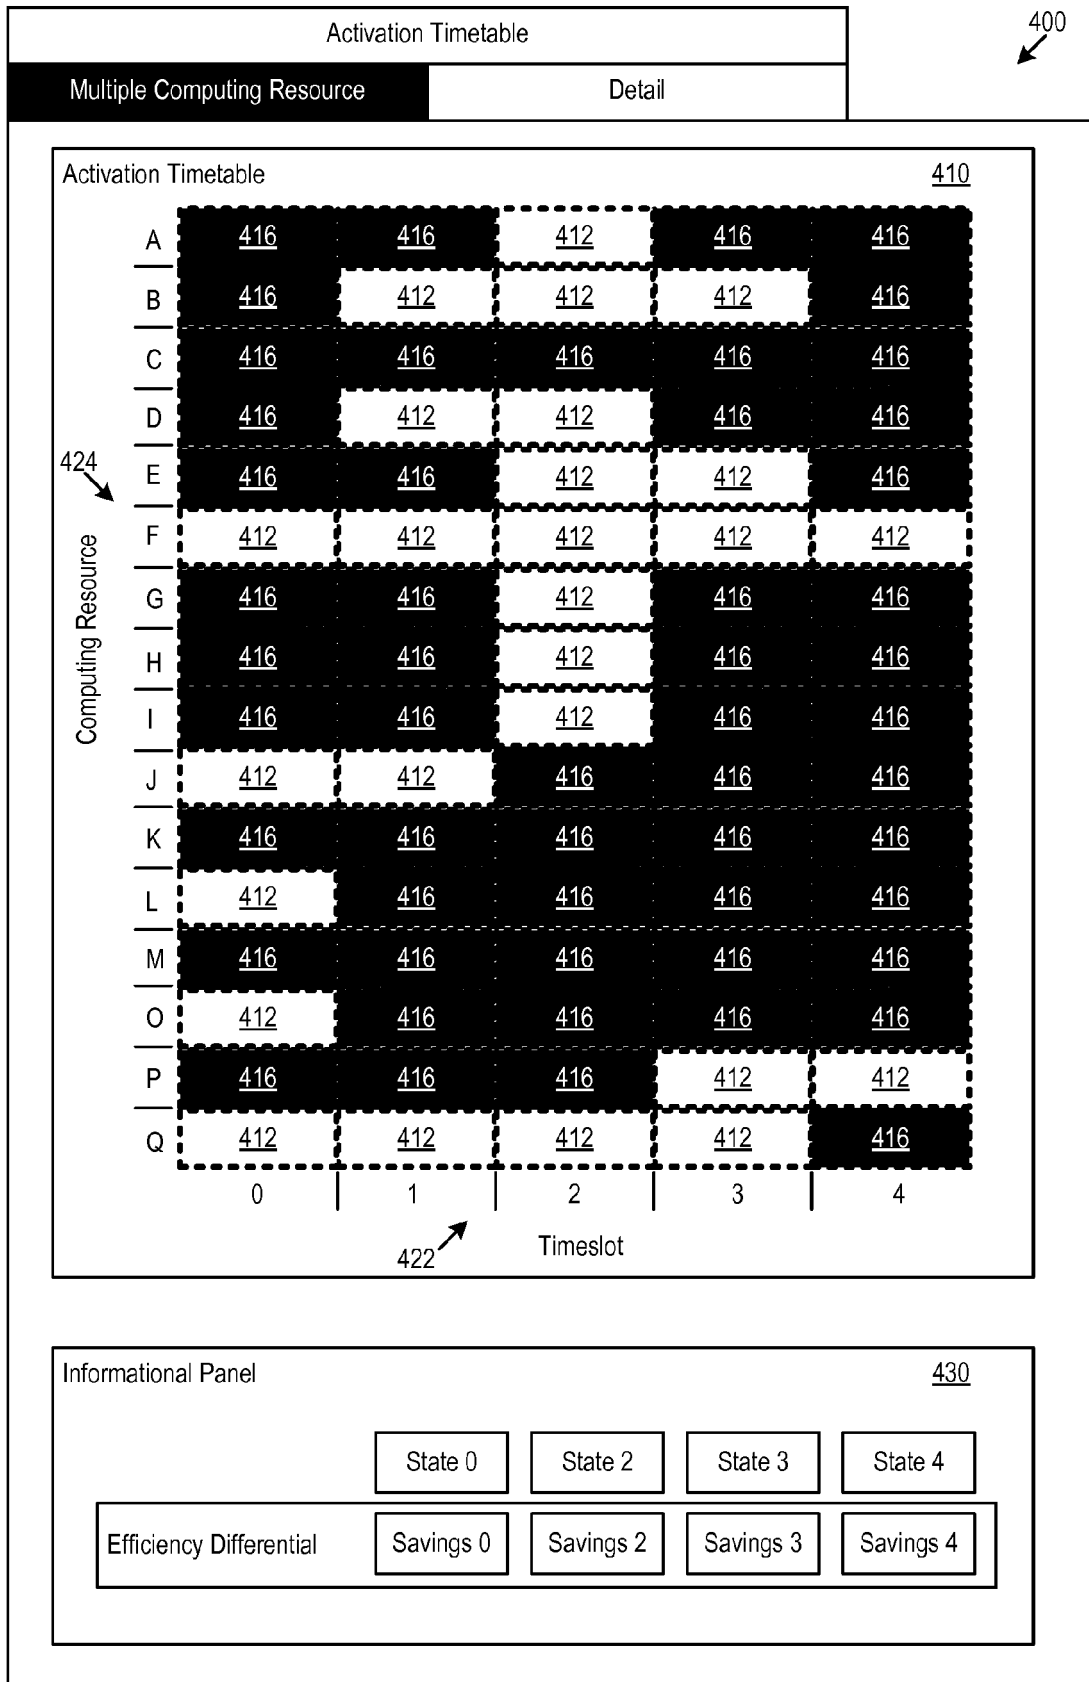 Activation Timetable
400
Multiple Computing Resource Detail
Activation Timetable 410
A 416 416 412 416 416
B 416 412 412 412 416
C 416 416 416 416 416
D 416 412 412 416 416
E 416 416 412 412 416
F 412 412 412 412 412
G 416 416 412 416 416
H 416 416 412 416 416
I 416 416 412 416 416
J 412 412 416 416 416
K 416 416 416 416 416
L 412 416 416 416 416
M 416 416 416 416 416
O 412 416 416 416 416
P 416 416 416 412 412
Q 412 412 412 412 416
424
Computing Resource
0 1 2 3 4
422
Timeslot
Informational Panel 430
State 0 State 2 State 3 State 4
Efficiency Differential Savings 0 Savings 2 Savings 3 Savings 4